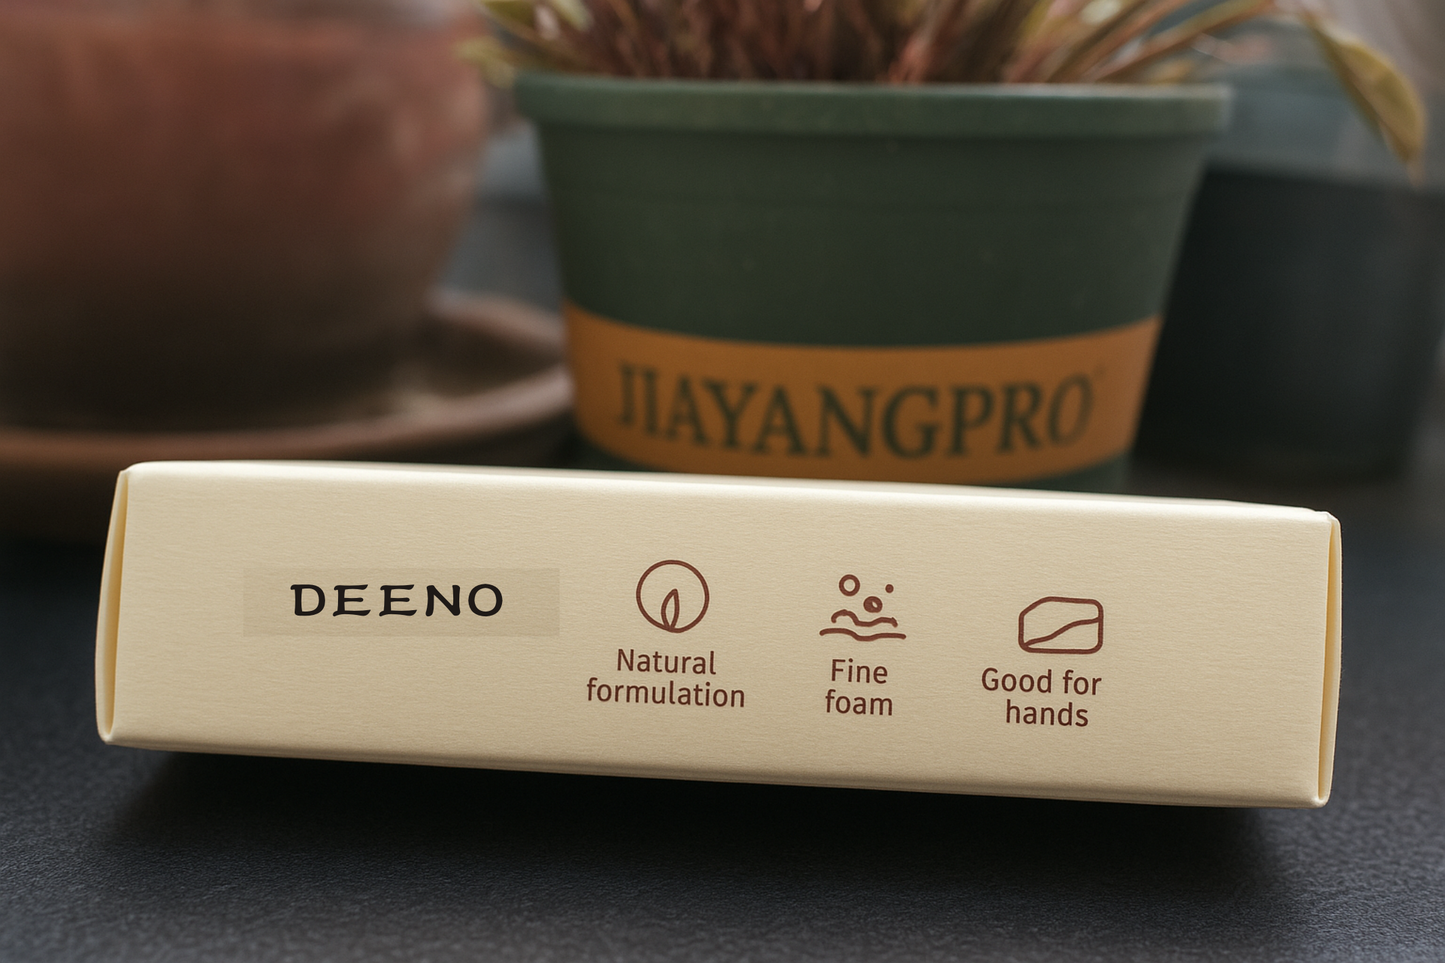 JIAYANGPRO
DEENO
Natural
formulation
Fine
foam
Good for
hands